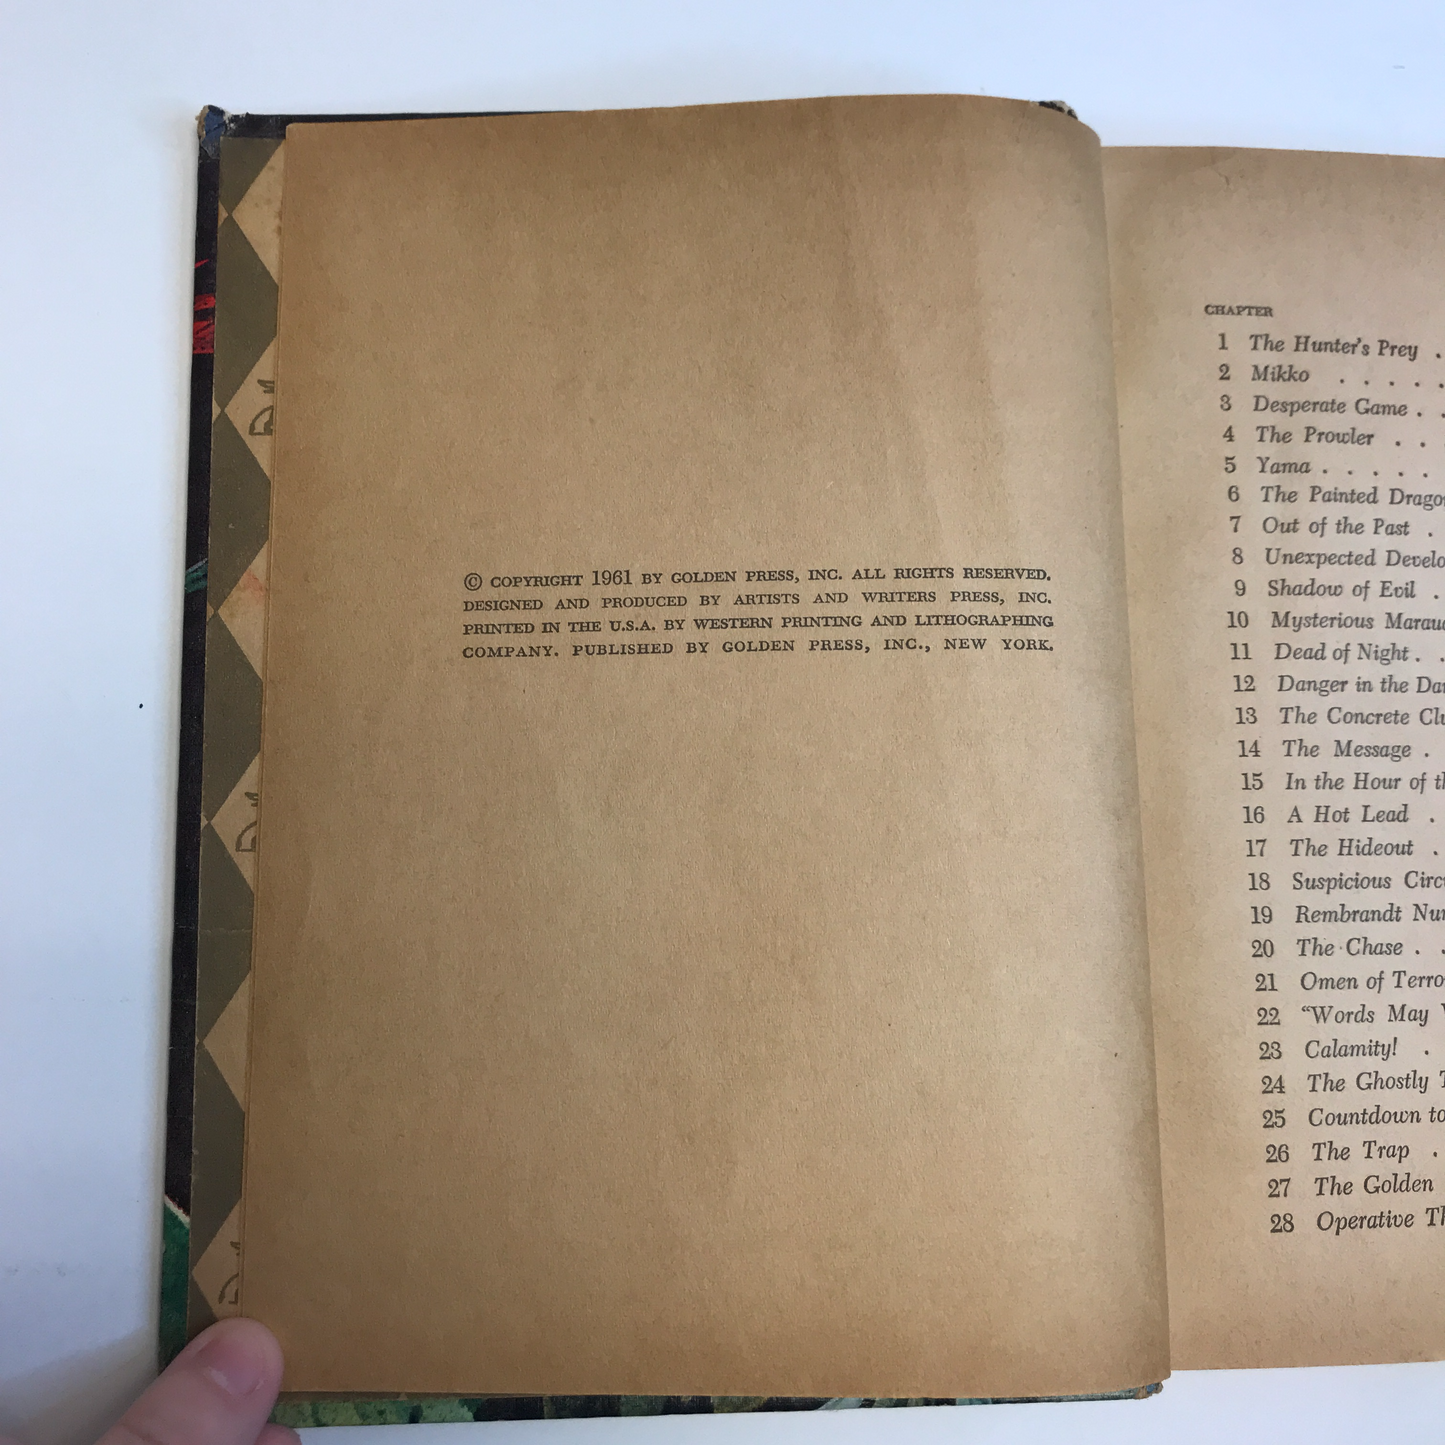 © COPYRIGHT 1961 BY GOLDEN PRESS, INC. ALL RIGHTS RESERVED.
DESIGNED AND PRODUCED BY ARTISTS AND WRITERS PRESS, INC.
PRINTED IN THE U.S.A. BY WESTERN PRINTING AND LITHOGRAPHING
COMPANY. PUBLISHED BY GOLDEN PRESS, INC., NEW YORK.
CHAPTER
1 The Hunter's Prey .
2 Mikko . . . . .
3 Desperate Game . .
4 The Prowler . .
5 Yama . . . . .
6 The Painted
7 Out of the Past .
8 Unexpected
9 Shadow of Evil .
10 Mysterious
11 Dead of Night . .
12 Danger in the
13 The Concrete
14 The Message .
15 In the Hour of
16 A Hot Lead .
17 The Hideout .
18 Suspicious
19 Rembrandt
20 The Chase . .
21 Omen of
22 “Words May
23 Calamity! .
24 The Ghostly
25 Countdown to
26 The Trap .
27 The Golden
28 Operative